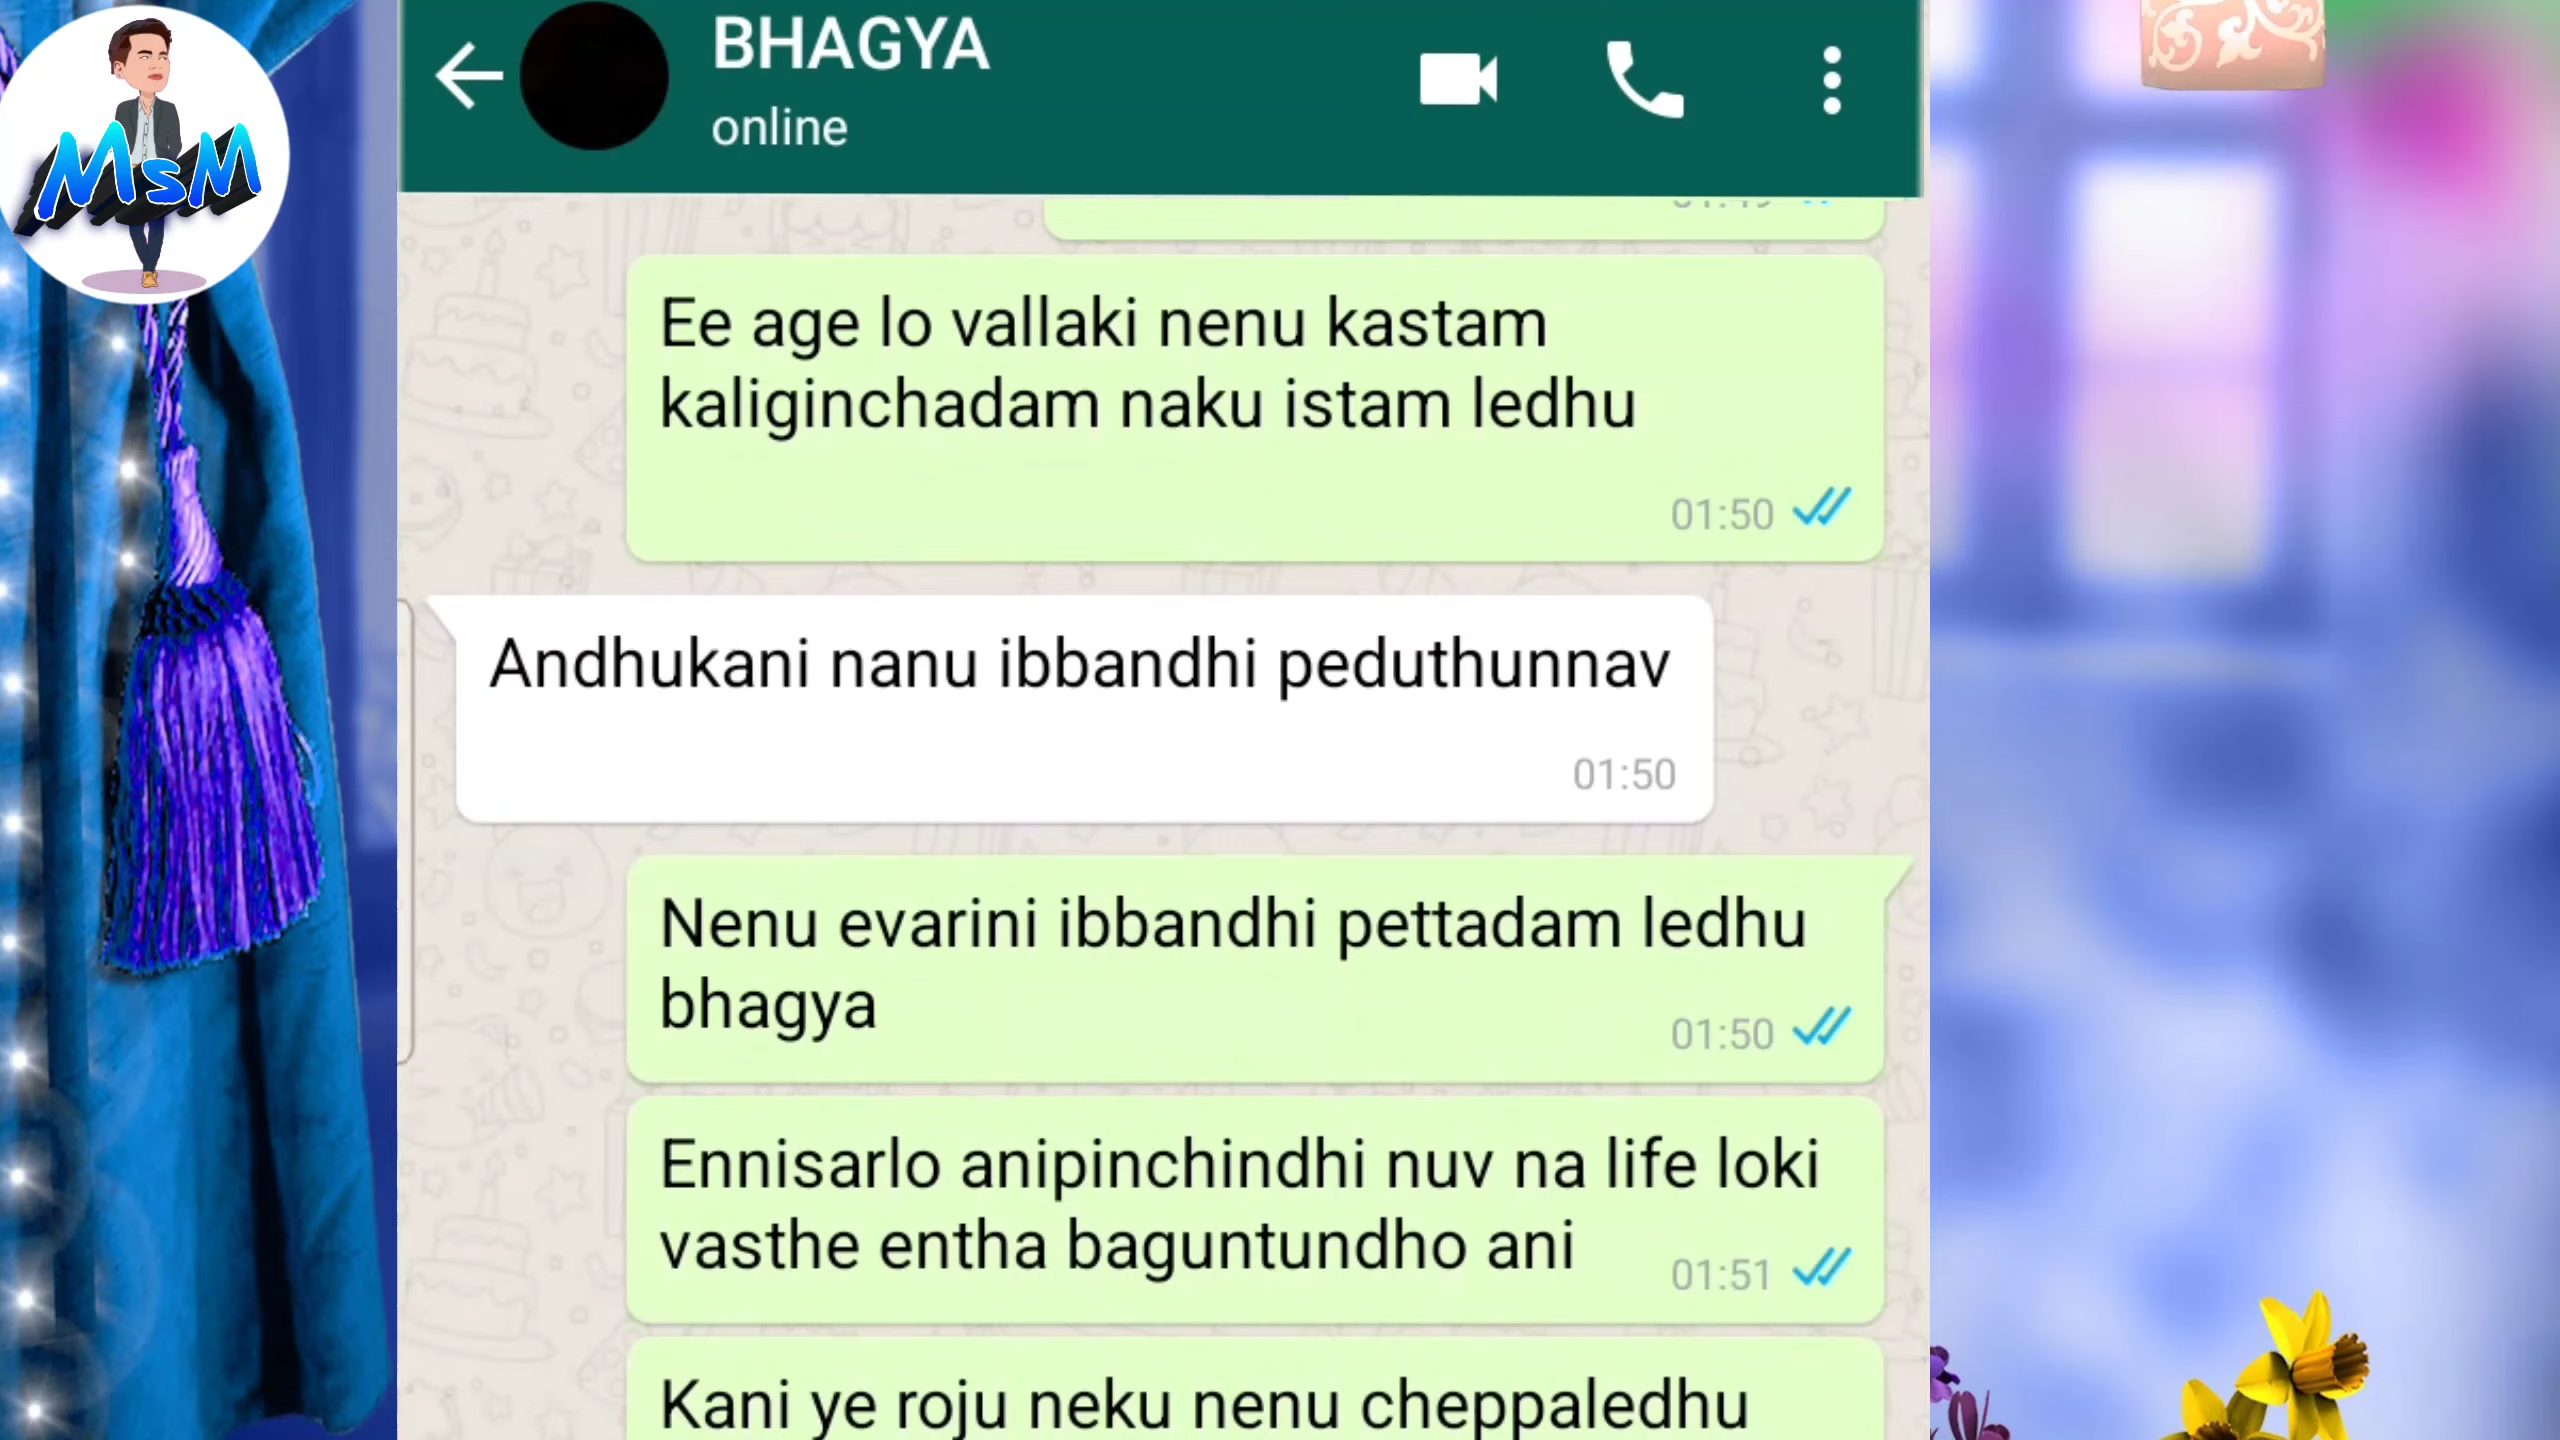 MsM
BHAGYA
online
Ee age lo vallaki nenu kastam
kaliginchadam naku istam ledhu
01:50
Andhukani nanu ibbandhi peduthunnav
01:50
Nenu evarini ibbandhi pettadam ledhu
bhagya
01:50
Ennisarlo anipinchindhi nuv na life loki
vasthe entha baguntundho ani
01:51
Kani ye roju neku nenu cheppaledhu